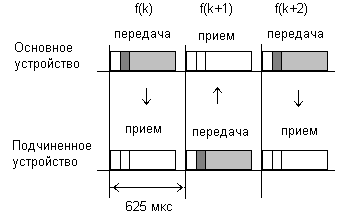 f(k) f(k+1) f(k+2)
передача прием передача
Основное
устройство
прием передача прием
Подчиненное
устройство
625 мкс